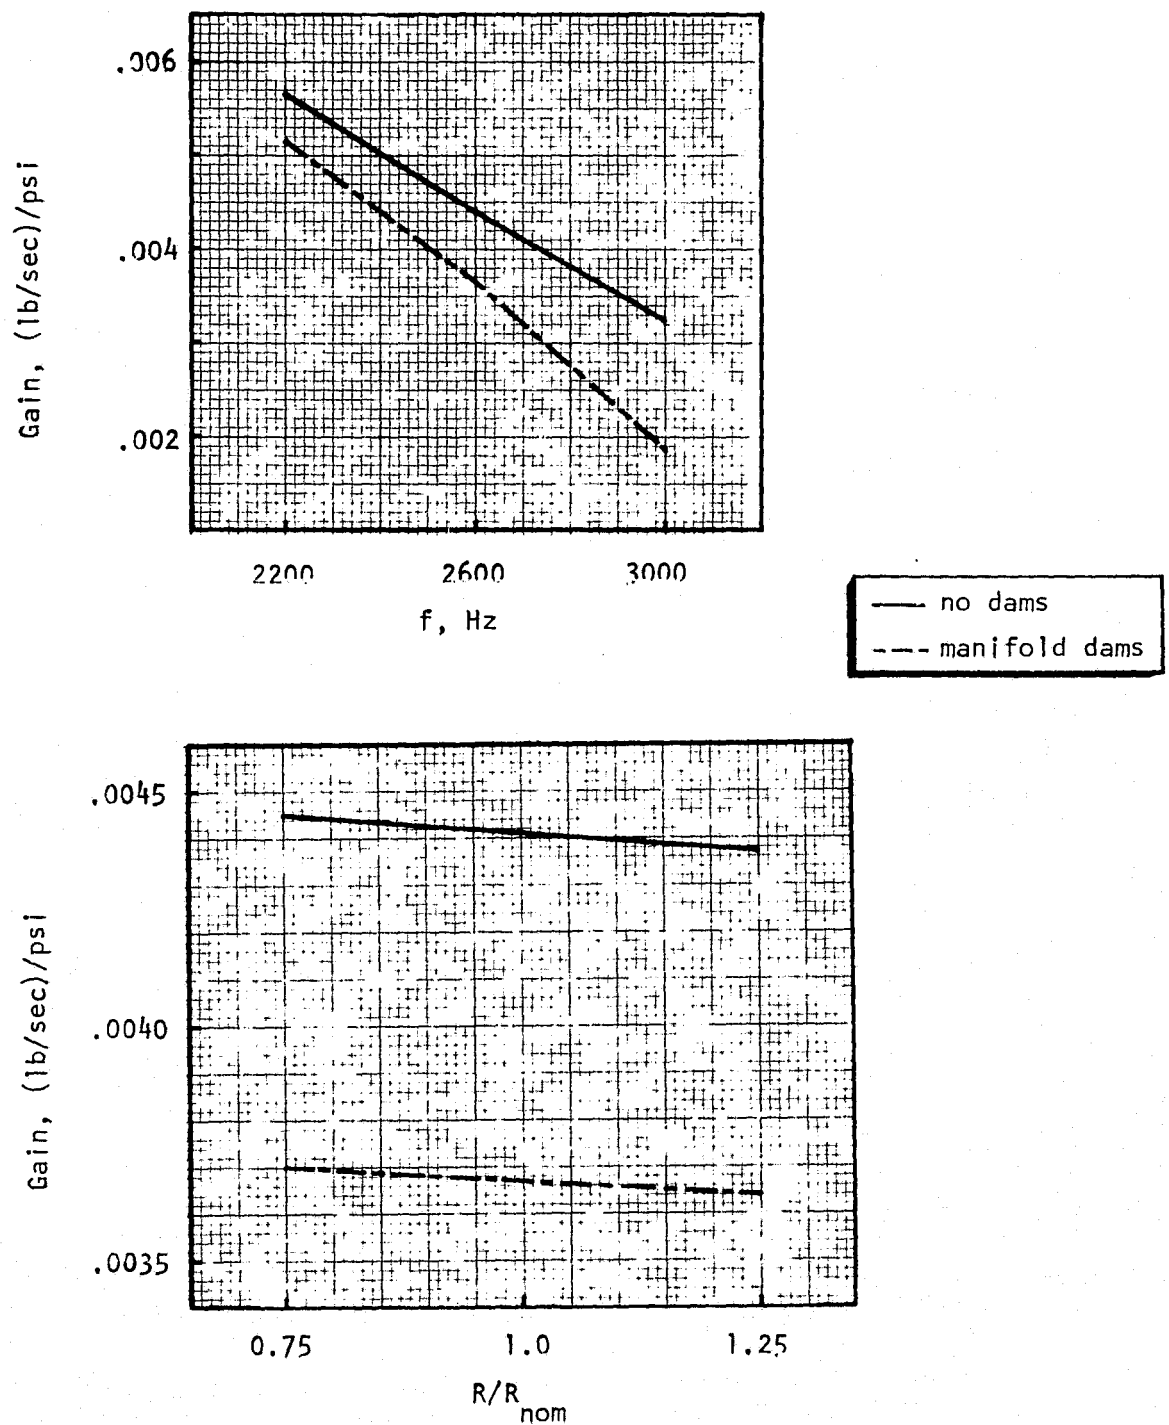 .006
.004
.002
Gain, (lb/sec)/psi
2200 2600 3000
f, Hz
no dams
manifold dams
.0045
.0040
.0035
Gain, (lb/sec)/psi
0.75 1.0 1.25
R/R nom